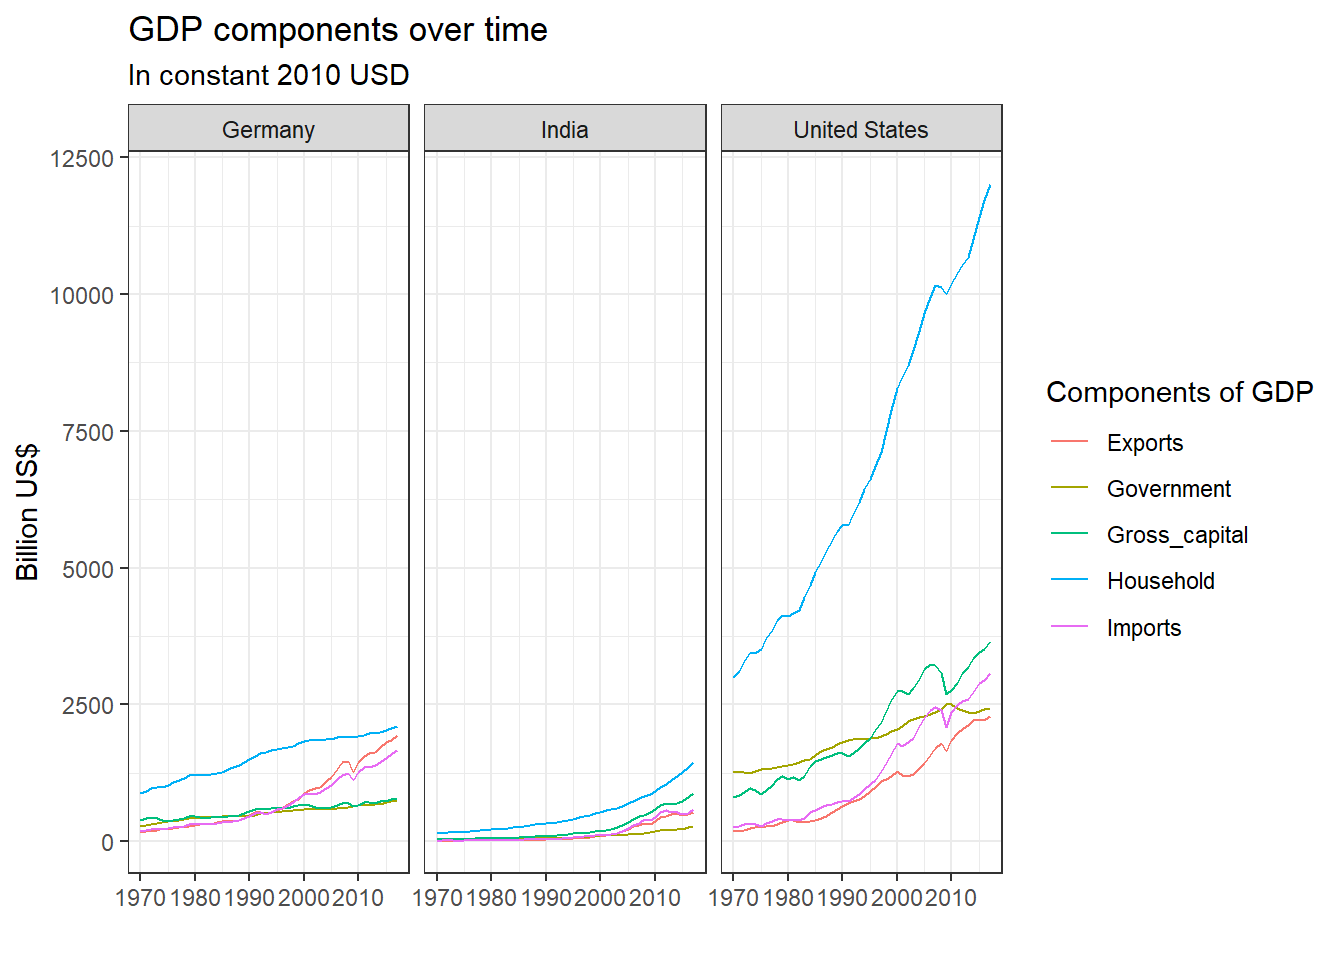 GDP components over time
In constant 2010 USD
Germany
India
United States
12500
10000
7500
5000
2500
0
Billion US$
1970 1980 1990 2000 2010
1970 1980 1990 2000 2010
1970 1980 1990 2000 2010
Components of GDP
Exports
Government
Gross_capital
Household
Imports